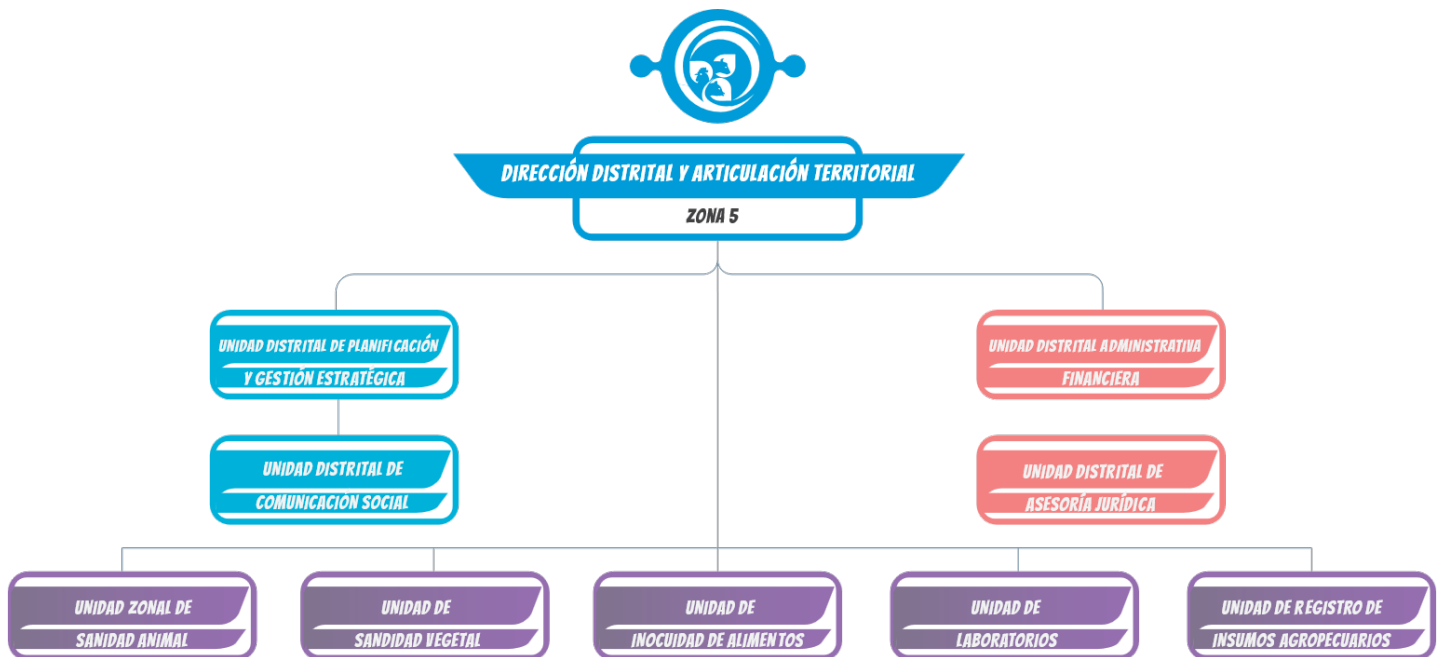 DIRECCIÓN DISTRITAL Y ARTICULACIÓN TERRITORIAL
ZONA 5
UNIDAD DISTRITAL DE PLANIFICACIÓN
Y GESTIÓN ESTRATÉGICA
UNIDAD DISTRITAL ADMINISTRATIVA
FINANCIERA
UNIDAD DISTRITAL DE
COMUNICACIÓN SOCIAL
UNIDAD DISTRITAL DE
ASESORÍA JURÍDICA
UNIDAD ZONAL DE
SANIDAD ANIMAL
UNIDAD DE
SANDIDAD VEGETAL
UNIDAD DE
INOCUIDAD DE ALIMENTOS
UNIDAD DE
LABORATORIOS
UNIDAD DE REGISTRO DE
INSUMOS AGROPECUARIOS